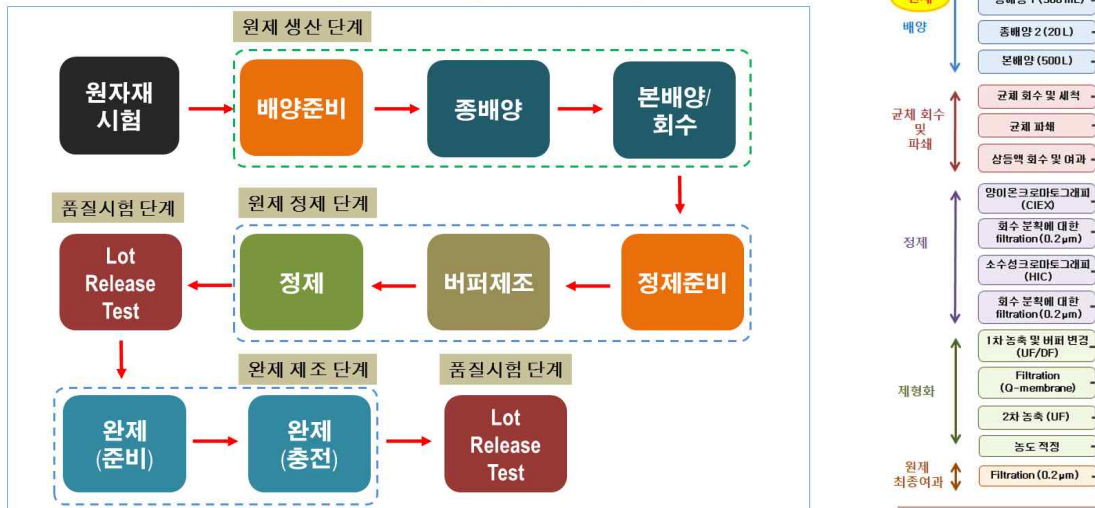 원제 생산 단계
원자재
시험
배양준비
종배양
본배양/
회수
품질시험 단계
원제 정제 단계
Lot
Release
Test
정제
버퍼제조
정제준비
완제 제조 단계
품질시험 단계
완제
(준비)
완제
(충전)
Lot
Release
Test
배양
종배양 2 (20 L)
본배양 (500 L)
균체 회수
및
파쇄
균체 회수 및 세척
균체 파쇄
상등액 회수 및 여과
정제
양이온크로마토그래피
(CIEX)
회수 분획에 대한
filtration (0.2 μm)
소수성크로마토그래피
(HIC)
회수 분획에 대한
filtration (0.2 μm)
제형화
1차 농축 및 버퍼 변경
(UF/DF)
Filtration
(Q-membrane)
2차 농축 (UF)
농도 적정
원제
최종여과
Filtration (0.2 μm)